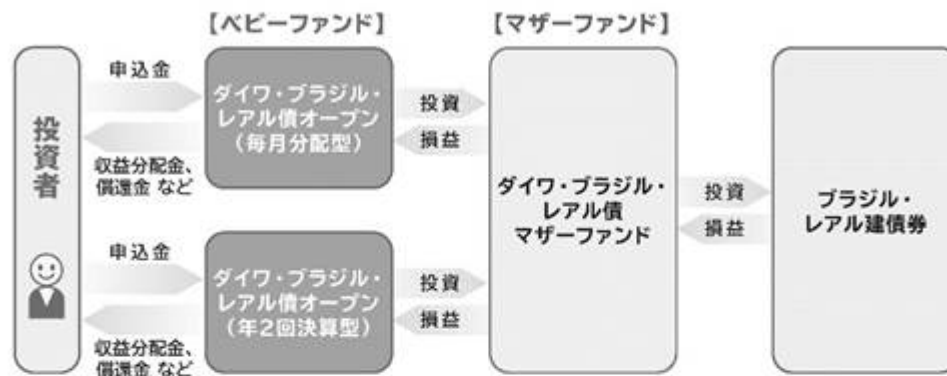 【ベビーファンド】
【マザーファンド】
投資者
申込金
収益分配金、
償還金 など
ダイワ・ブラジル・
レアル債オープン
（毎月分配型）
投資
損益
申込金
収益分配金、
償還金 など
ダイワ・ブラジル・
レアル債オープン
（年2回決算型）
投資
損益
ダイワ・ブラジル・
レアル債
マザーファンド
投資
損益
ブラジル・
レアル建債券